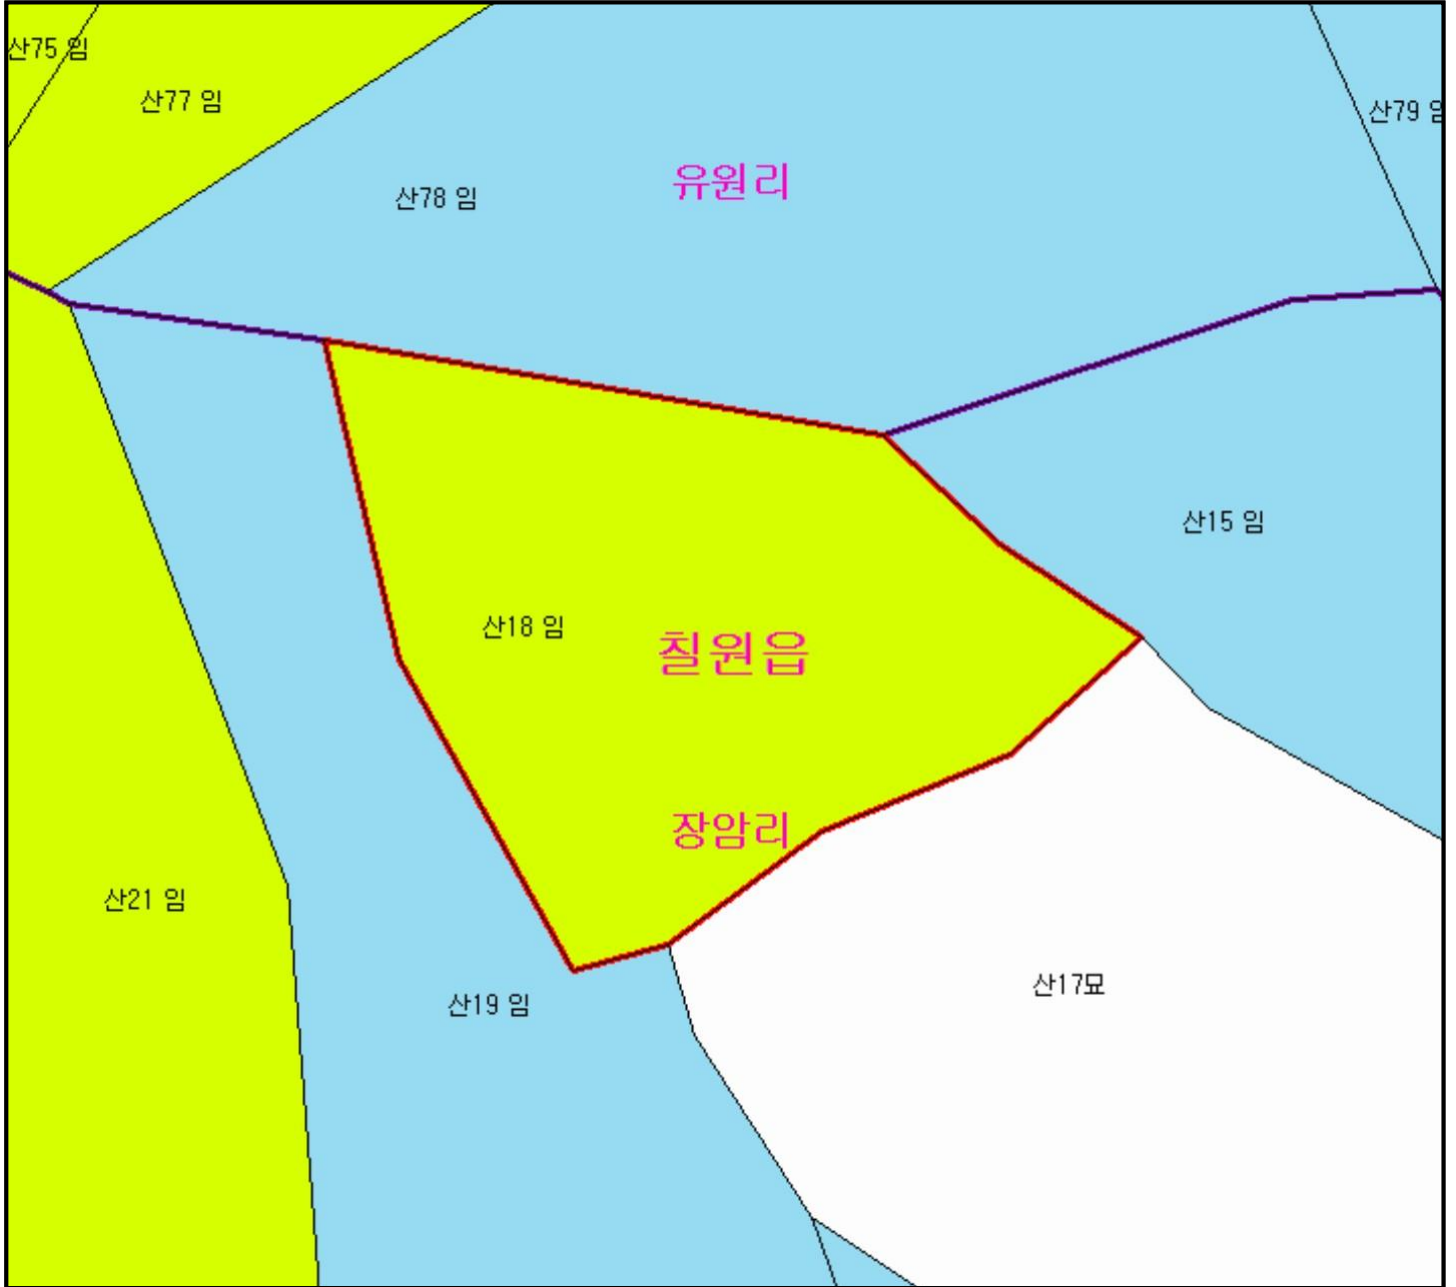 산75 임
산77 임
산79 임
유원리
산78 임
산15 임
산18 임
칠원읍
장암리
산21 임
산17묘
산19 임